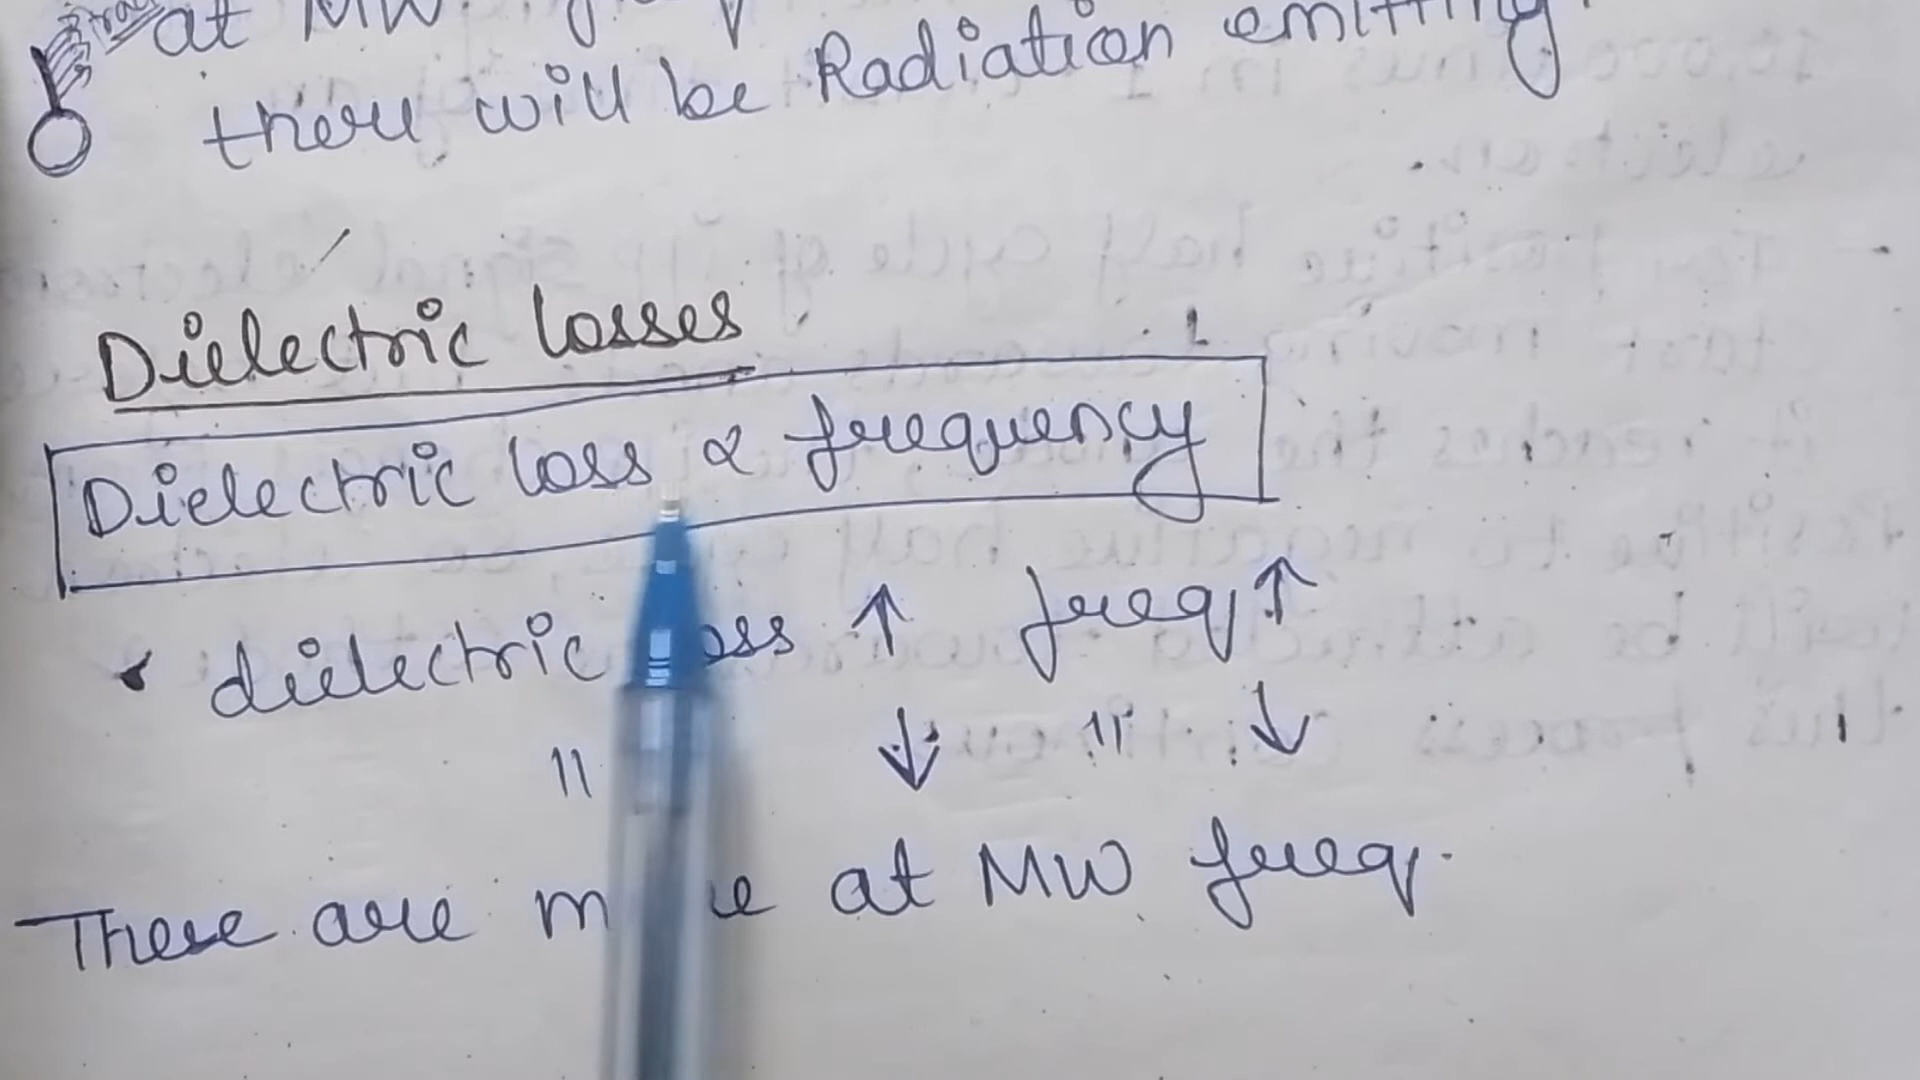 at MW
there will be Radiation emitting.
Dielectric losses
Dielectric loss ∝ frequency
• dielectric loss ↑ freq ↑
" ↓ " ↓
These are more at MW freq.